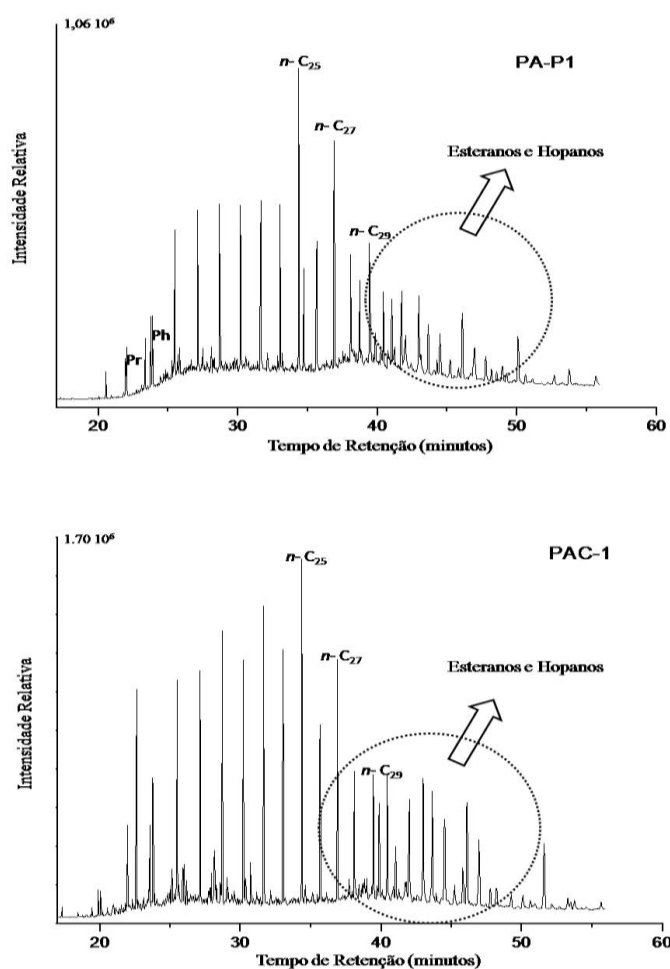 1,06 10⁶
PA-P1
n- C₂₅
n- C₂₇
Esteranos e Hopanos
Intensidade Relativa
n- C₂₉
Pr
Ph
20
30
40
50
60
Tempo de Retenção (minutos)
1.70 10⁶
PAC-1
n- C₂₅
n- C₂₇
Esteranos e Hopanos
Intensidade Relativa
n- C₂₉
20
30
40
50
60
Tempo de Retenção (minutos)